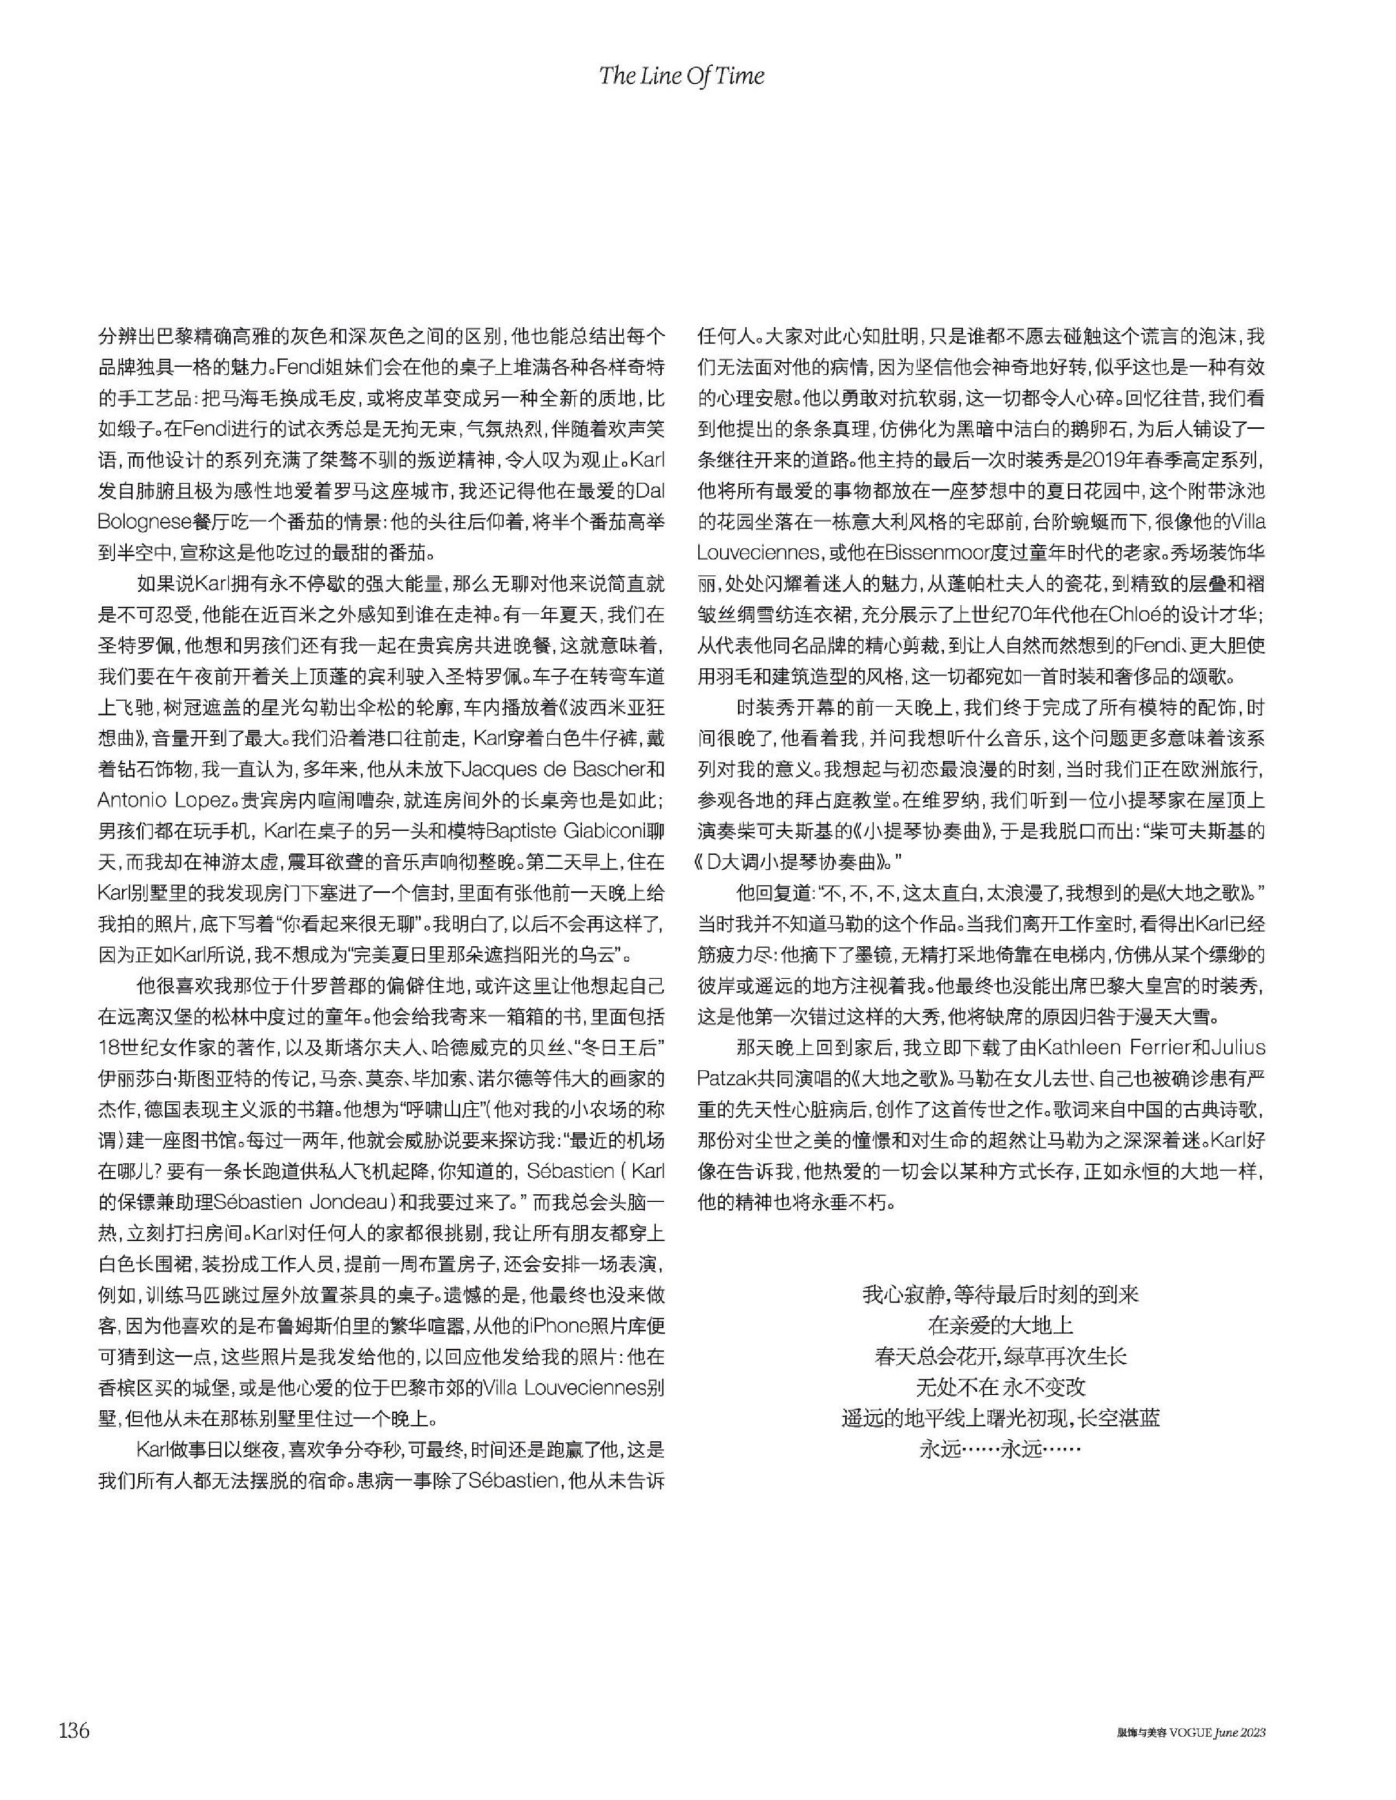 The Line Of Time
分辨出巴黎精确高雅的灰色和深灰色之间的区别,他也能总结出每个
品牌独具一格的魅力。Fendi姐妹们会在他的桌子上堆满各种各样奇特
的手工艺品:把马海毛换成毛皮,或将皮革变成另一种全新的质地,比
如缎子。在Fendi进行的试衣秀总是无拘无束,气氛热烈,伴随着欢声笑
语,而他设计的系列充满了桀骜不驯的叛逆精神,令人叹为观止。Karl
发自肺腑且极为感性地爱着罗马这座城市,我还记得他在最爱的Dal
Bolognese餐厅吃一个番茄的情景:他的头往后仰着,将半个番茄高举
到半空中,宣称这是他吃过的最甜的番茄。
如果说Karl拥有永不停歇的强大能量,那么无聊对他来说简直就
是不可忍受,他能在近百米之外感知到谁在走神。有一年夏天,我们在
圣特罗佩,他想和男孩们还有我一起在贵宾房共进晚餐,这就意味着,
我们要在午夜前开着关上顶蓬的宾利驶入圣特罗佩。车子在转弯车道
上飞驰,树冠遮盖的星光勾勒出伞松的轮廓,车内播放着《波西米亚狂
想曲》,音量开到了最大。我们沿着港口往前走, Karl穿着白色牛仔裤,戴
着钻石饰物,我一直认为,多年来,他从未放下Jacques de Bascher和
Antonio Lopez。贵宾房内喧闹嘈杂,就连房间外的长桌旁也是如此;
男孩们都在玩手机, Karl在桌子的另一头和模特Baptiste Giabiconi聊
天,而我却在神游太虚,震耳欲聋的音乐声响彻整晚。第二天早上,住在
Karl别墅里的我发现房门下塞进了一个信封,里面有张他前一天晚上给
我拍的照片,底下写着“你看起来很无聊”。我明白了,以后不会再这样了,
因为正如Karl所说,我不想成为“完美夏日里那朵遮挡阳光的乌云”。
他很喜欢我那位于什罗普郡的偏僻住地,或许这里让他想起自己
在远离汉堡的松林中度过的童年。他会给我寄来一箱箱的书,里面包括
18世纪女作家的著作,以及斯塔尔夫人、哈德威克的贝丝、“冬日王后”
伊丽莎白·斯图亚特的传记,马奈、莫奈、毕加索、诺尔德等伟大的画家的
杰作,德国表现主义派的书籍。他想为“呼啸山庄”(他对我的小农场的称
谓)建一座图书馆。每过一两年,他就会威胁说要来探访我:“最近的机场
在哪儿? 要有一条长跑道供私人飞机起降,你知道的, Sébastien ( Karl
的保镖兼助理Sébastien Jondeau)和我要过来了。” 而我总会头脑一
热,立刻打扫房间。Karl对任何人的家都很挑剔,我让所有朋友都穿上
白色长围裙,装扮成工作人员,提前一周布置房子,还会安排一场表演,
例如,训练马匹跳过屋外放置茶具的桌子。遗憾的是,他最终也没来做
客,因为他喜欢的是布鲁姆斯伯里的繁华喧嚣,从他的iPhone照片库便
可猜到这一点,这些照片是我发给他的,以回应他发给我的照片:他在
香槟区买的城堡,或是他心爱的位于巴黎市郊的Villa Louveciennes别
墅,但他从未在那栋别墅里住过一个晚上。
Karl做事日以继夜,喜欢争分夺秒,可最终,时间还是跑赢了他,这是
我们所有人都无法摆脱的宿命。患病一事除了Sébastien,他从未告诉
任何人。大家对此心知肚明,只是谁都不愿去碰触这个谎言的泡沫,我
们无法面对他的病情,因为坚信他会神奇地好转,似乎这也是一种有效
的心理安慰。他以勇敢对抗软弱,这一切都令人心碎。回忆往昔,我们看
到他提出的条条真理,仿佛化为黑暗中洁白的鹅卵石,为后人铺设了一
条继往开来的道路。他主持的最后一次时装秀是2019年春季高定系列,
他将所有最爱的事物都放在一座梦想中的夏日花园中,这个附带泳池
的花园坐落在一栋意大利风格的宅邸前,台阶蜿蜒而下,很像他的Villa
Louveciennes,或他在Bissenmoor度过童年时代的老家。秀场装饰华
丽,处处闪耀着迷人的魅力,从蓬帕杜夫人的瓷花,到精致的层叠和褶
皱丝绸雪纺连衣裙,充分展示了上世纪70年代他在Chloé的设计才华;
从代表他同名品牌的精心剪裁,到让人自然而然想到的Fendi、更大胆使
用羽毛和建筑造型的风格,这一切都宛如一首时装和奢侈品的颂歌。
时装秀开幕的前一天晚上,我们终于完成了所有模特的配饰,时
间很晚了,他看着我,并问我想听什么音乐,这个问题更多意味着该系
列对我的意义。我想起与初恋最浪漫的时刻,当时我们正在欧洲旅行,
参观各地的拜占庭教堂。在维罗纳,我们听到一位小提琴家在屋顶上
演奏柴可夫斯基的《小提琴协奏曲》,于是我脱口而出:“柴可夫斯基的
《 D大调小提琴协奏曲》。”
他回复道:“不,不,不,这太直白,太浪漫了,我想到的是《大地之歌》。”
当时我并不知道马勒的这个作品。当我们离开工作室时,看得出Karl已经
筋疲力尽:他摘下了墨镜,无精打采地倚靠在电梯内,仿佛从某个缥缈的
彼岸或遥远的地方注视着我。他最终也没能出席巴黎大皇宫的时装秀,
这是他第一次错过这样的大秀,他将缺席的原因归咎于漫天大雪。
那天晚上回到家后,我立即下载了由Kathleen Ferrier和Julius
Patzak共同演唱的《大地之歌》。马勒在女儿去世、自己也被确诊患有严
重的先天性心脏病后,创作了这首传世之作。歌词来自中国的古典诗歌,
那份对尘世之美的憧憬和对生命的超然让马勒为之深深着迷。Karl好
像在告诉我,他热爱的一切会以某种方式长存,正如永恒的大地一样,
他的精神也将永垂不朽。
我心寂静,等待最后时刻的到来
在亲爱的大地上
春天总会花开,绿草再次生长
无处不在 永不变改
遥远的地平线上曙光初现,长空湛蓝
永远……永远……
136
服饰与美容 VOGUE June 2023